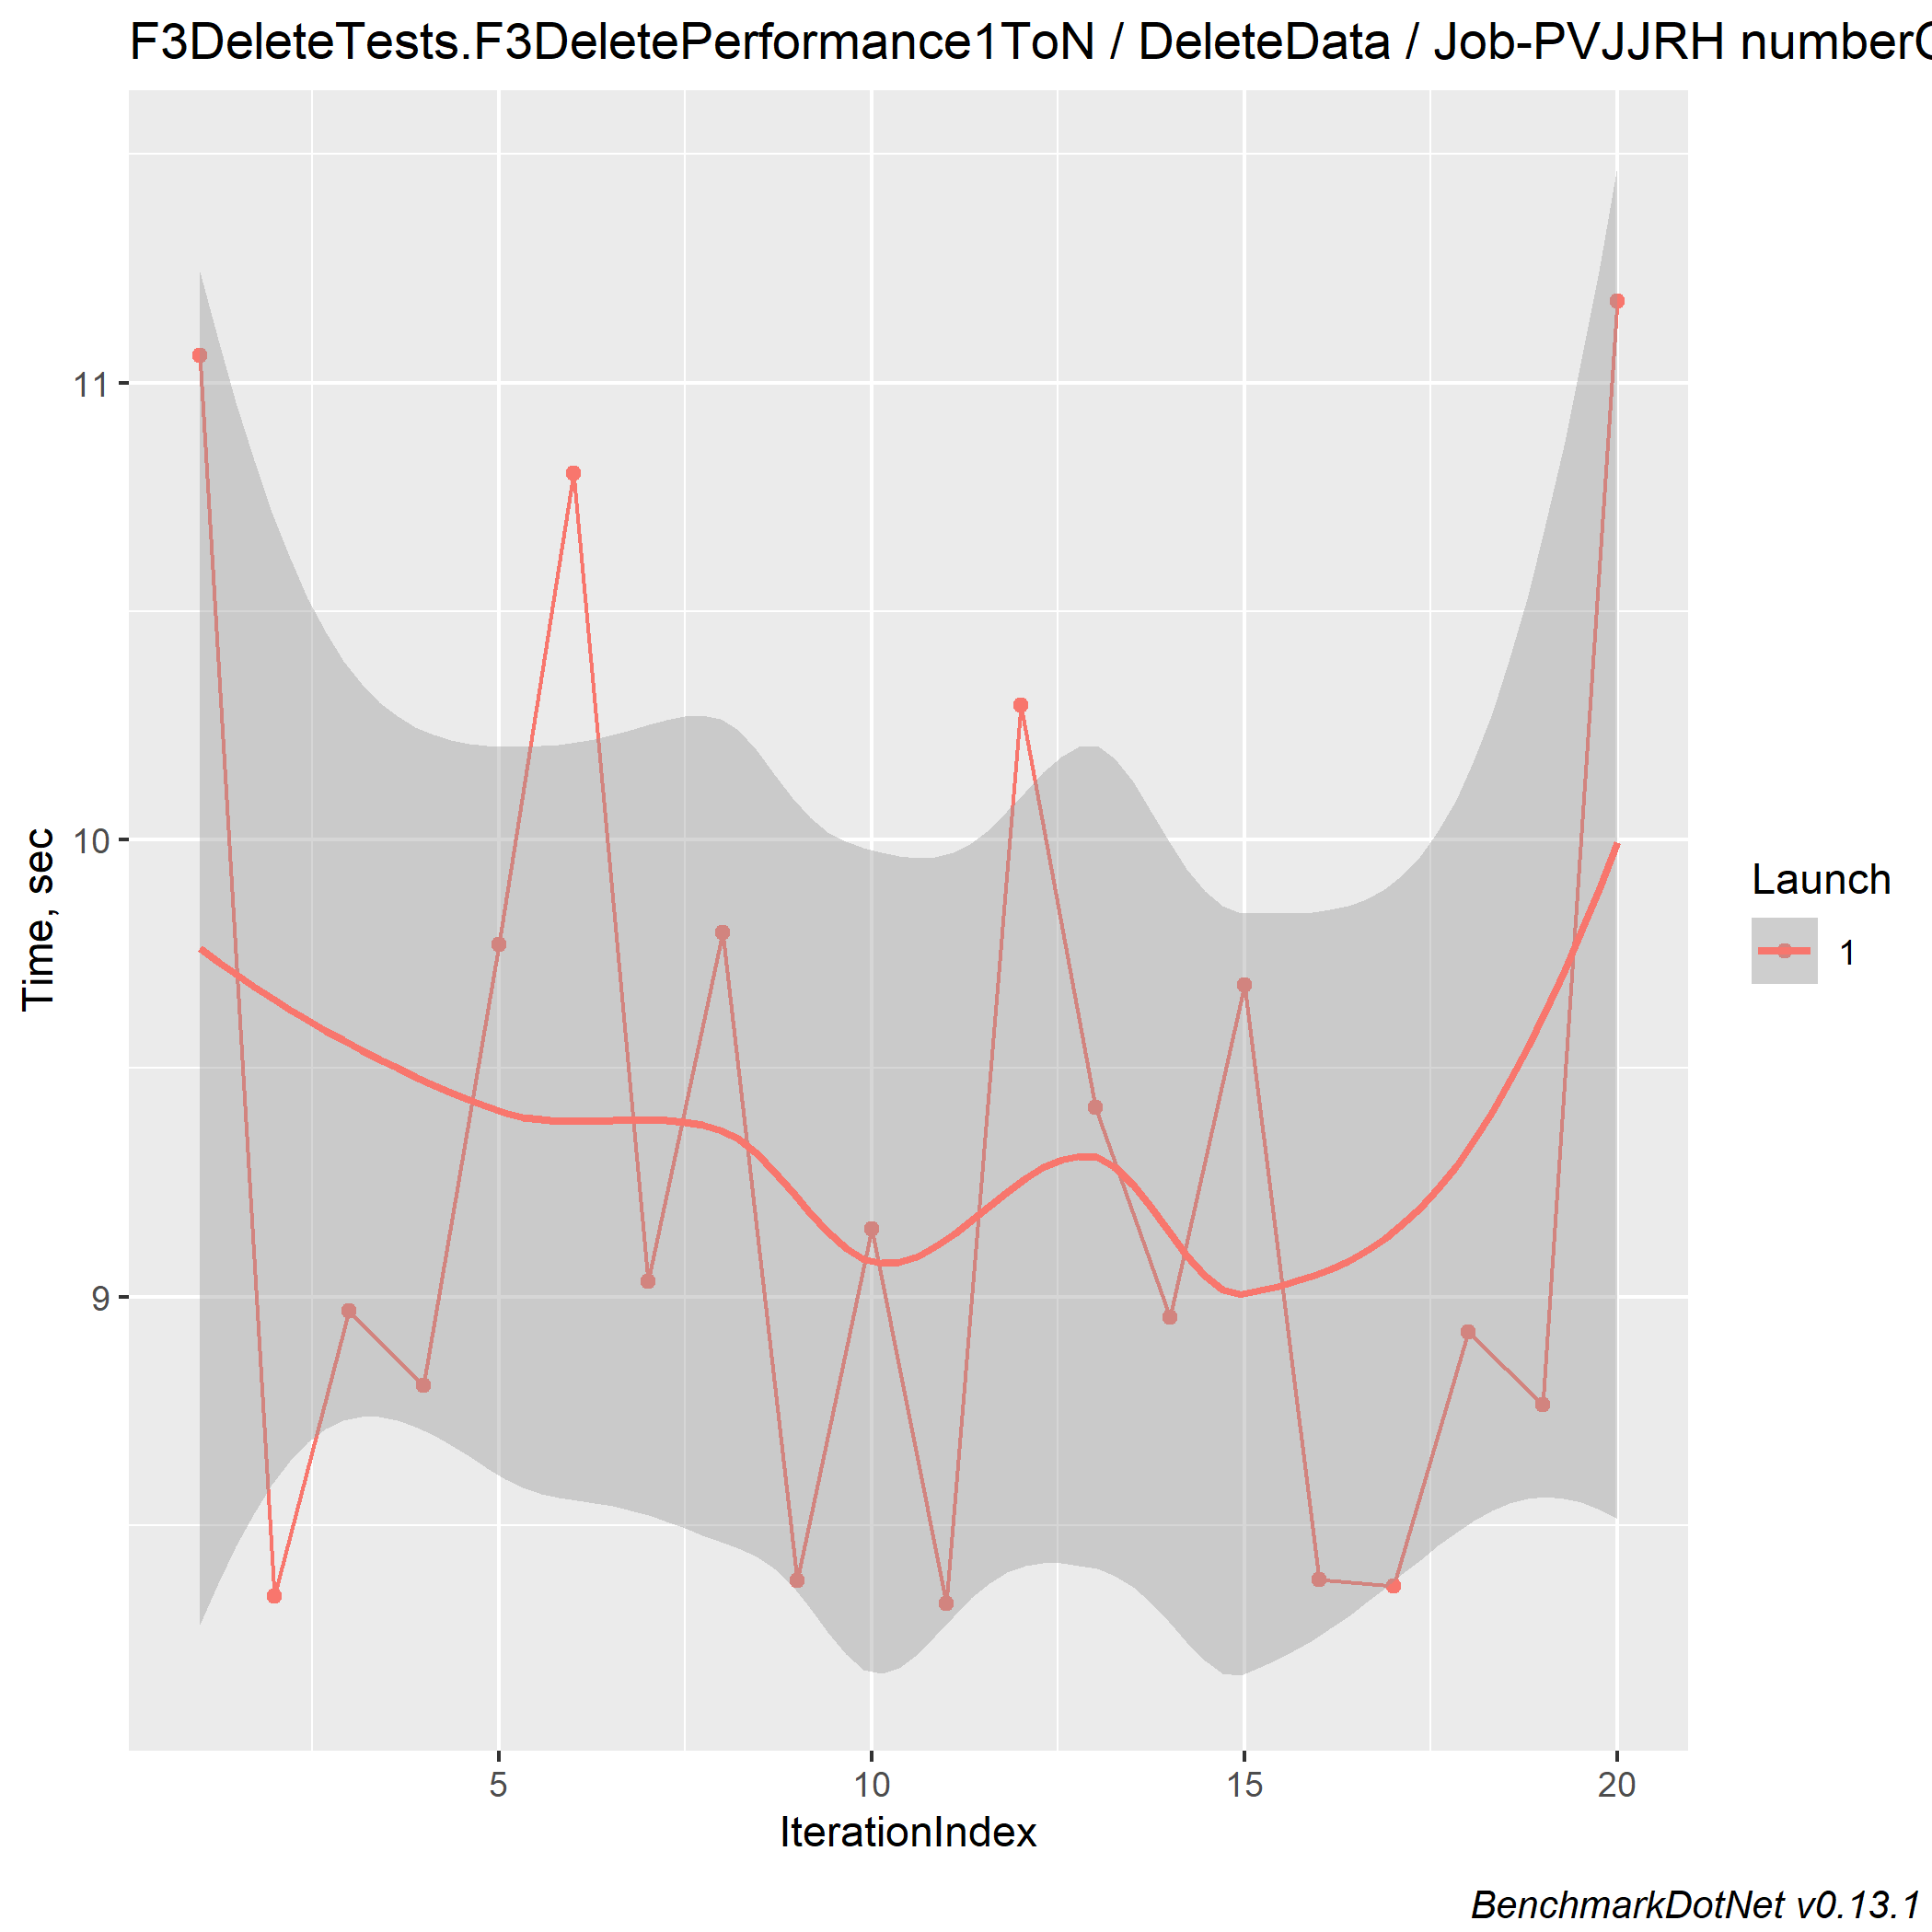 F3DeleteTests.F3DeletePerformance1ToN / DeleteData / Job-PVJJRH
Time, sec
11
10
9
5 10 15 20
IterationIndex
Launch
1
BenchmarkDotNet v0.13.1